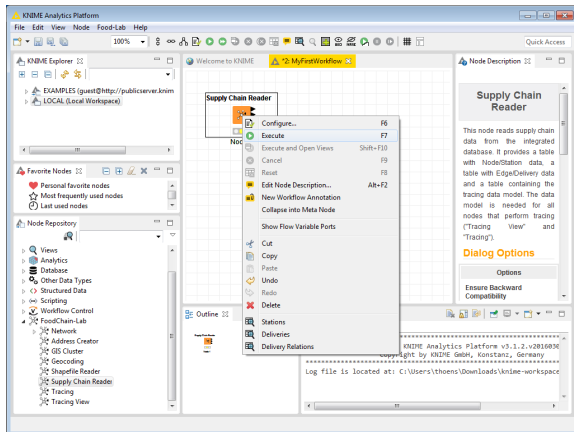 KNIME Analytics Platform
File Edit View Node Food-Lab Help
100%
Quick Access
KNIME Explorer
EXAMPLES (guest@http://publicserver.knim
LOCAL (Local Workspace)
Favorite Nodes
Personal favorite nodes
Most frequently used nodes
Last used nodes
Node Repository
Views
Analytics
Database
Other Data Types
Structured Data
Scripting
Workflow Control
FoodChain-Lab
Network
Address Creator
GIS Cluster
Geocoding
Shapefile Reader
Supply Chain Reader
Tracing
Tracing View
Welcome to KNIME
*2: MyFirstWorkflow
Supply Chain Reader
Configure... F6
Execute F7
Execute and Open Views Shift+F10
Cancel F9
Reset F8
Edit Node Description... Alt+F2
New Workflow Annotation
Collapse into Meta Node
Show Flow Variable Ports
Cut
Copy
Paste
Undo
Redo
Delete
Stations
Deliveries
Delivery Relations
Outline
KNIME Analytics Platform v3.1.2.v2016030
Copyright by KNIME GmbH, Konstanz, Germany
Log file is located at: C:\Users\thoens\Downloads\knime-workspace
Node Description
Supply Chain
Reader
This node reads supply chain
data from the integrated
database. It provides a table
with Node/Station data, a
table with Edge/Delivery data
and a table containing the
tracing data model. The data
model is needed for all
nodes that perform tracing
("Tracing View" and
"Tracing").
Dialog Options
Options
Ensure Backward
Compatibility